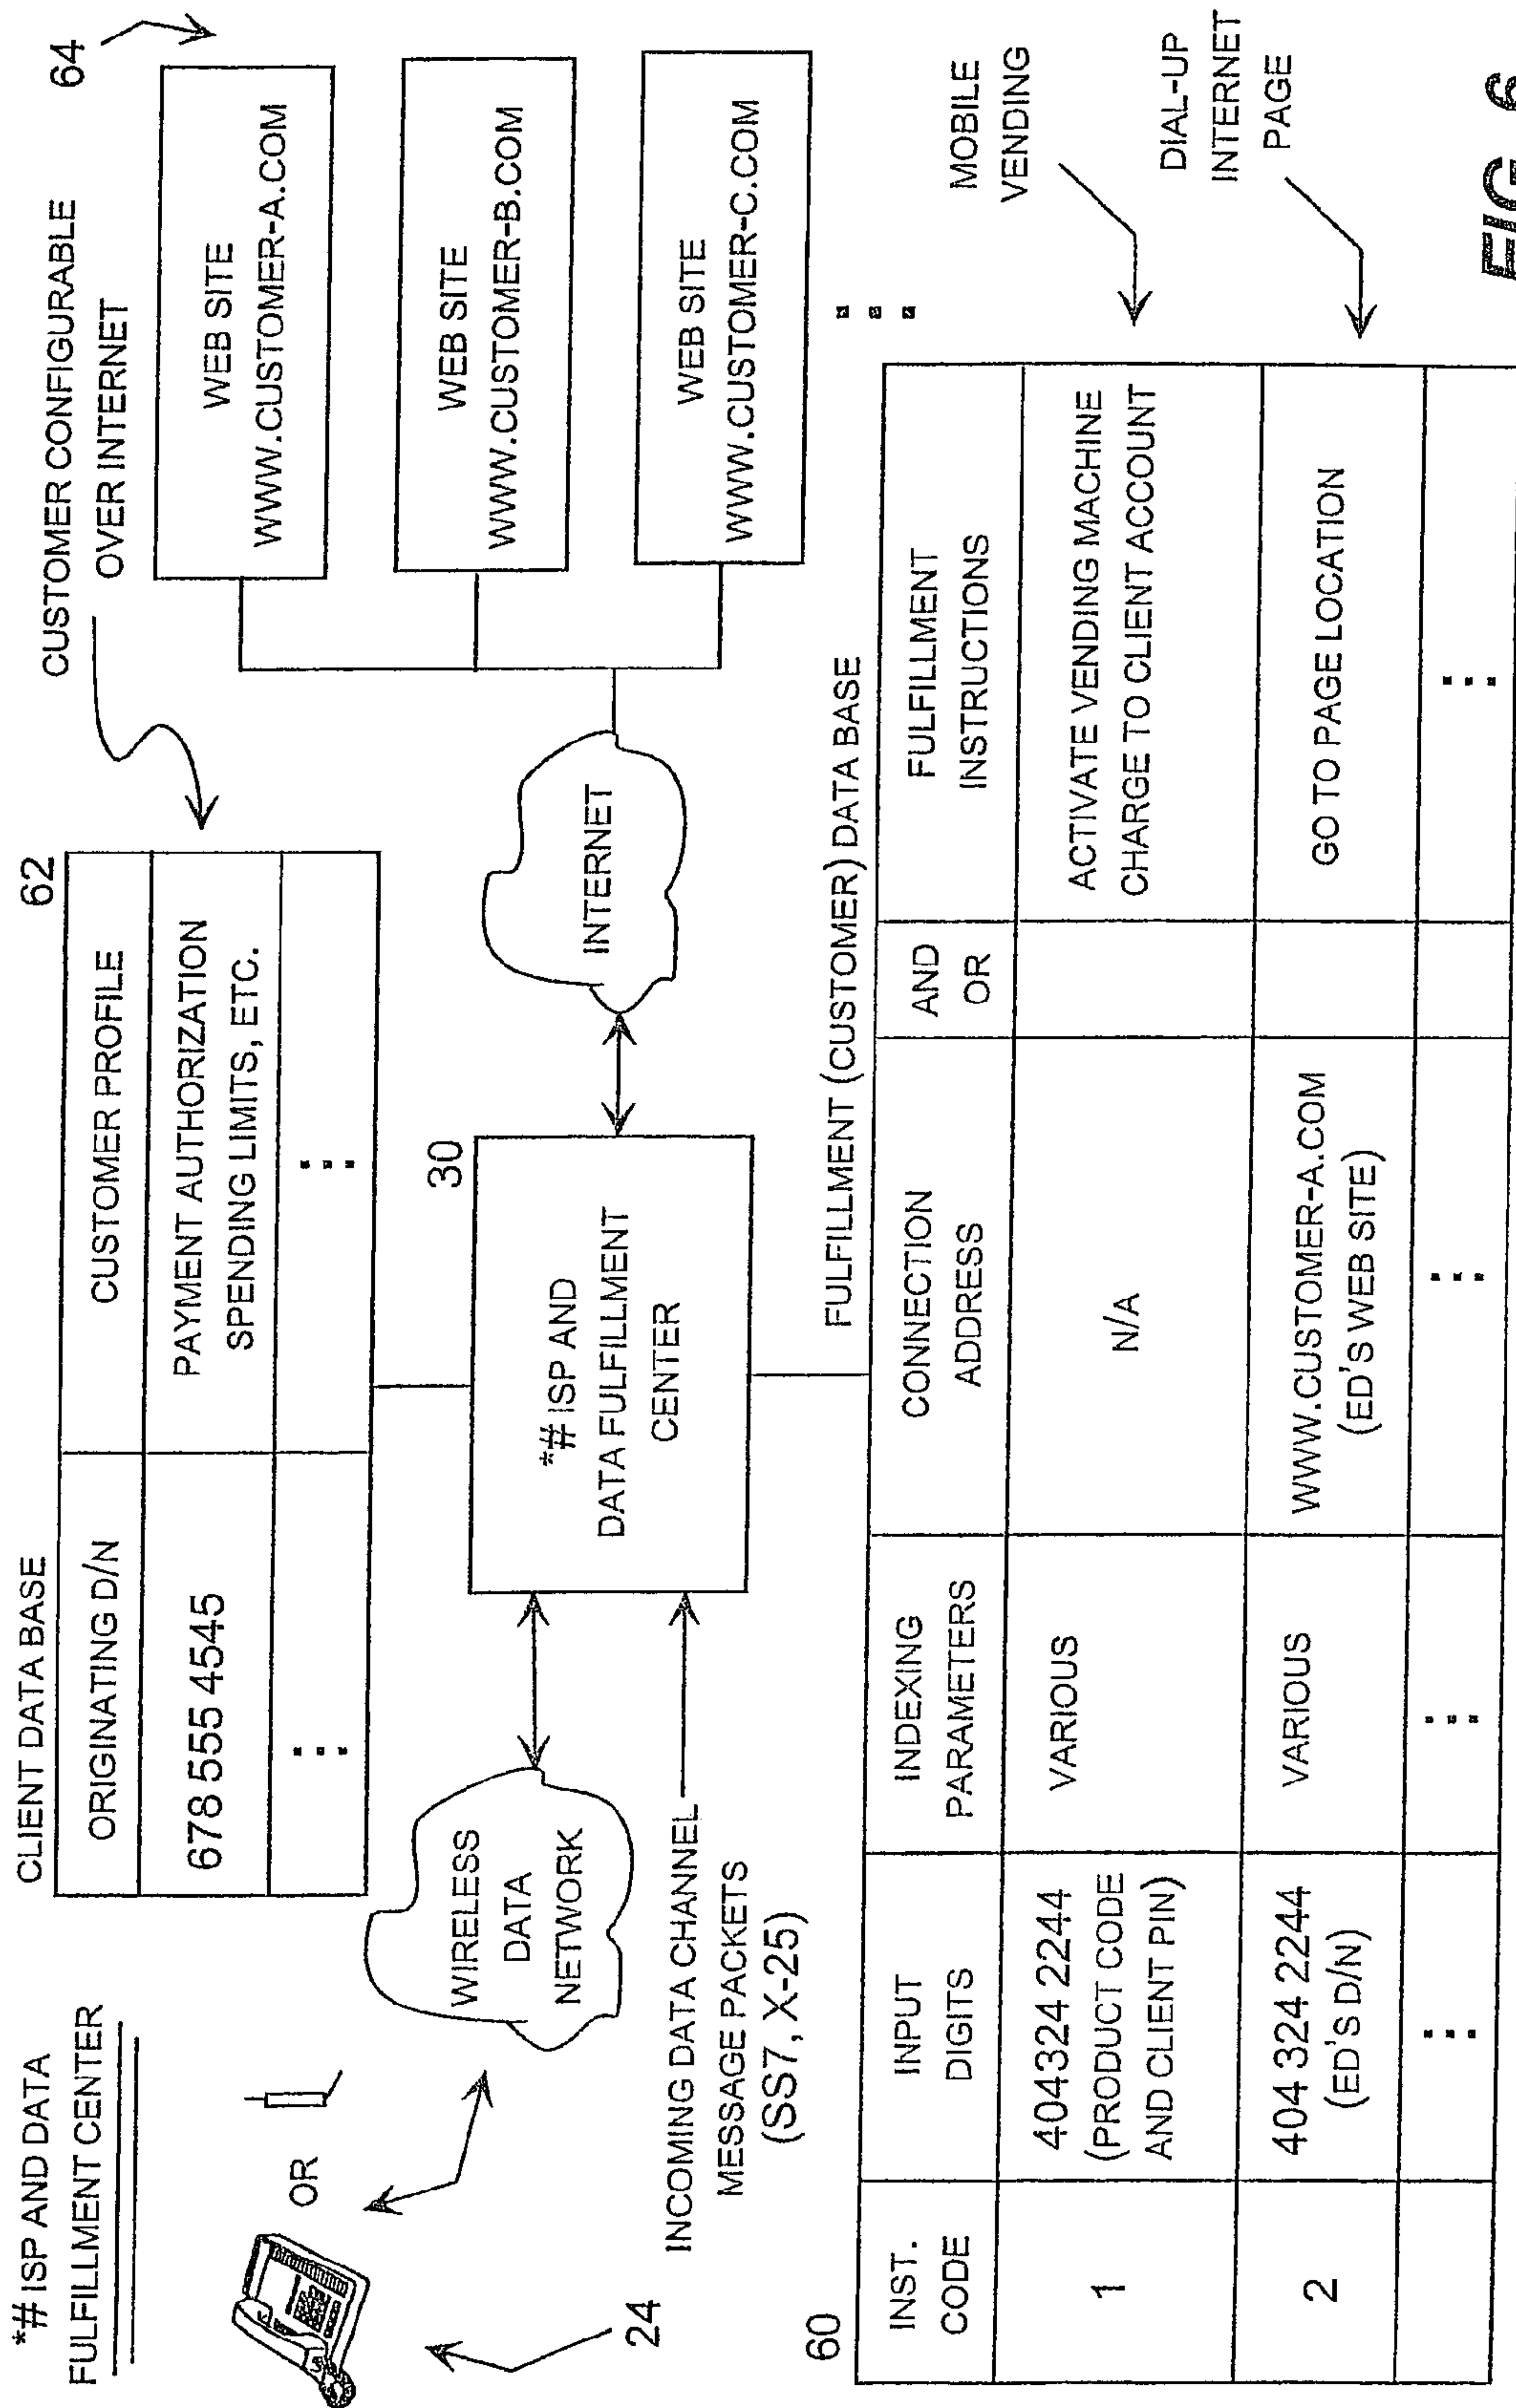 *# ISP AND DATA
FULFILLMENT CENTER
OR
24
WIRELESS
DATA
NETWORK
INCOMING DATA CHANNEL
MESSAGE PACKETS
(SS7, X-25)
CLIENT DATA BASE
62
ORIGINATING D/N
CUSTOMER PROFILE
678 555 4545
PAYMENT AUTHORIZATION
SPENDING LIMITS, ETC.
CUSTOMER CONFIGURABLE
OVER INTERNET
64
30
*# ISP AND
DATA FULFILLMENT
CENTER
INTERNET
WEB SITE
WWW.CUSTOMER-A.COM
WEB SITE
WWW.CUSTOMER-B.COM
WEB SITE
WWW.CUSTOMER-C.COM
60
FULFILLMENT (CUSTOMER) DATA BASE
INST.
CODE
INPUT
DIGITS
INDEXING
PARAMETERS
CONNECTION
ADDRESS
AND
OR
FULFILLMENT
INSTRUCTIONS
1
404324 2244
(PRODUCT CODE
AND CLIENT PIN)
VARIOUS
N/A
ACTIVATE VENDING MACHINE
CHARGE TO CLIENT ACCOUNT
MOBILE
VENDING
2
404 324 2244
(ED'S D/N)
VARIOUS
WWW.CUSTOMER-A.COM
(ED'S WEB SITE)
GO TO PAGE LOCATION
DIAL-UP
INTERNET
PAGE
FIG. 6